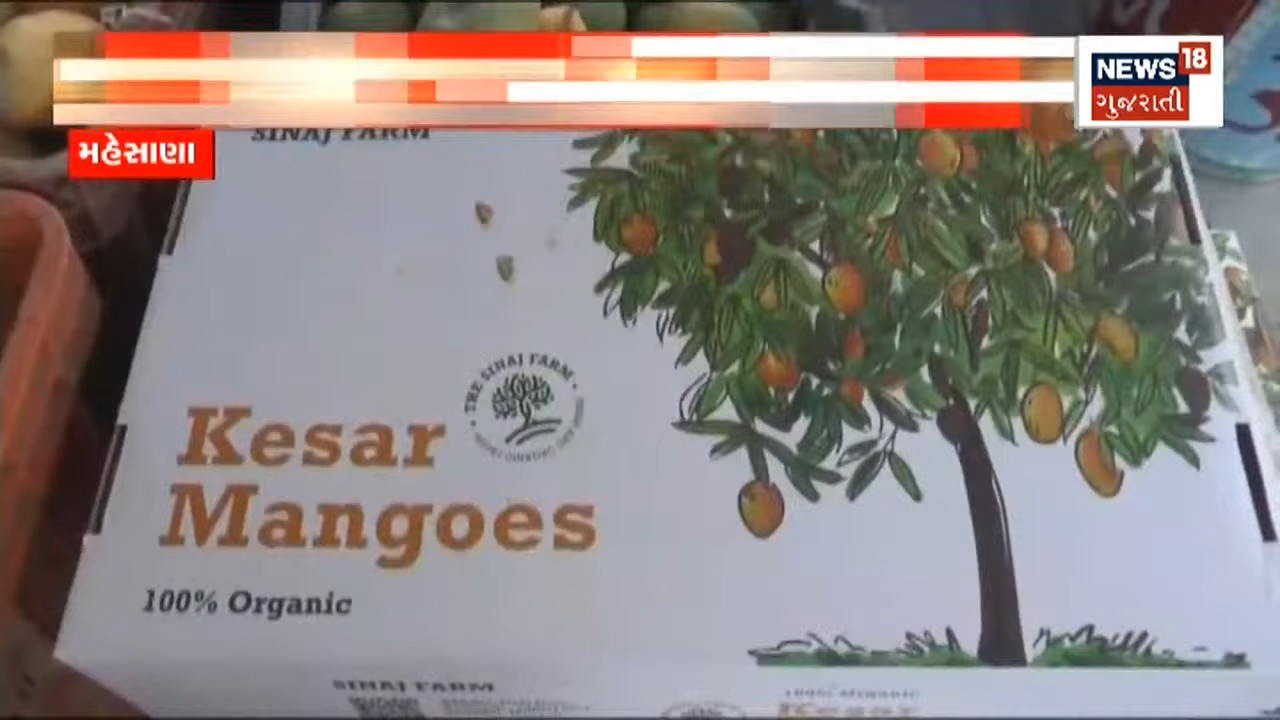 NEWS 18
ગુજરાતી
SINAJ FARM
મહેસાણા
THE SINAJ FARM
Kesar
Mangoes
100% Organic
SINAJ FARM
100% Organic
Kesar